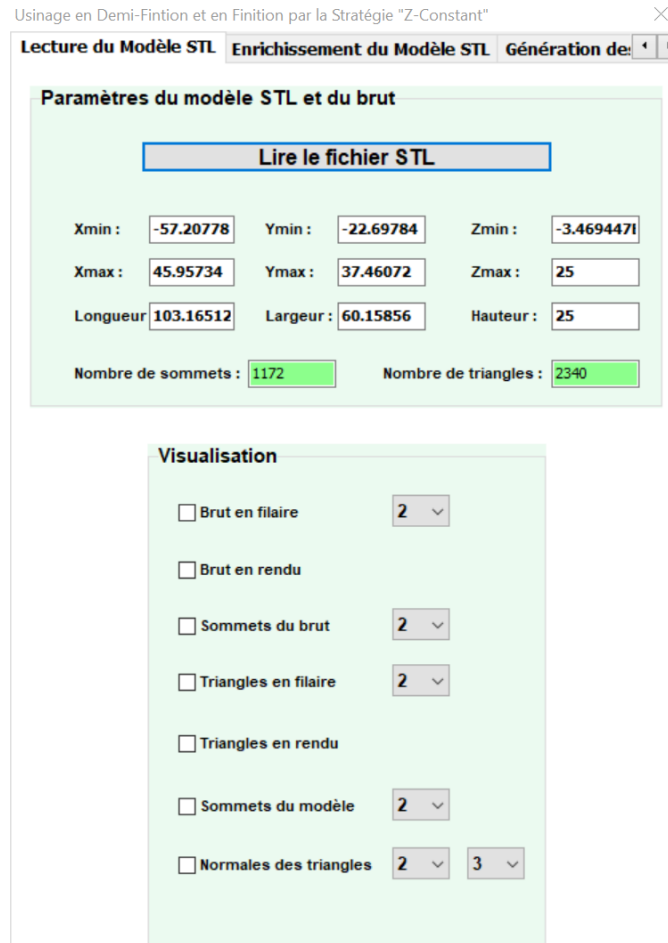 Usinage en Demi-Fintion et en Finition par la Stratégie "Z-Constant"
Lecture du Modèle STL Enrichissement du Modèle STL Génération de
Paramètres du modèle STL et du brut
Lire le fichier STL
Xmin : -57.20778 Ymin : -22.69784 Zmin : -3.469447
Xmax : 45.95734 Ymax : 37.46072 Zmax : 25
Longueur 103.16512 Largeur : 60.15856 Hauteur : 25
Nombre de sommets : 1172 Nombre de triangles : 2340
Visualisation
Brut en filaire 2
Brut en rendu
Sommets du brut 2
Triangles en filaire 2
Triangles en rendu
Sommets du modèle 2
Normales des triangles 2 3